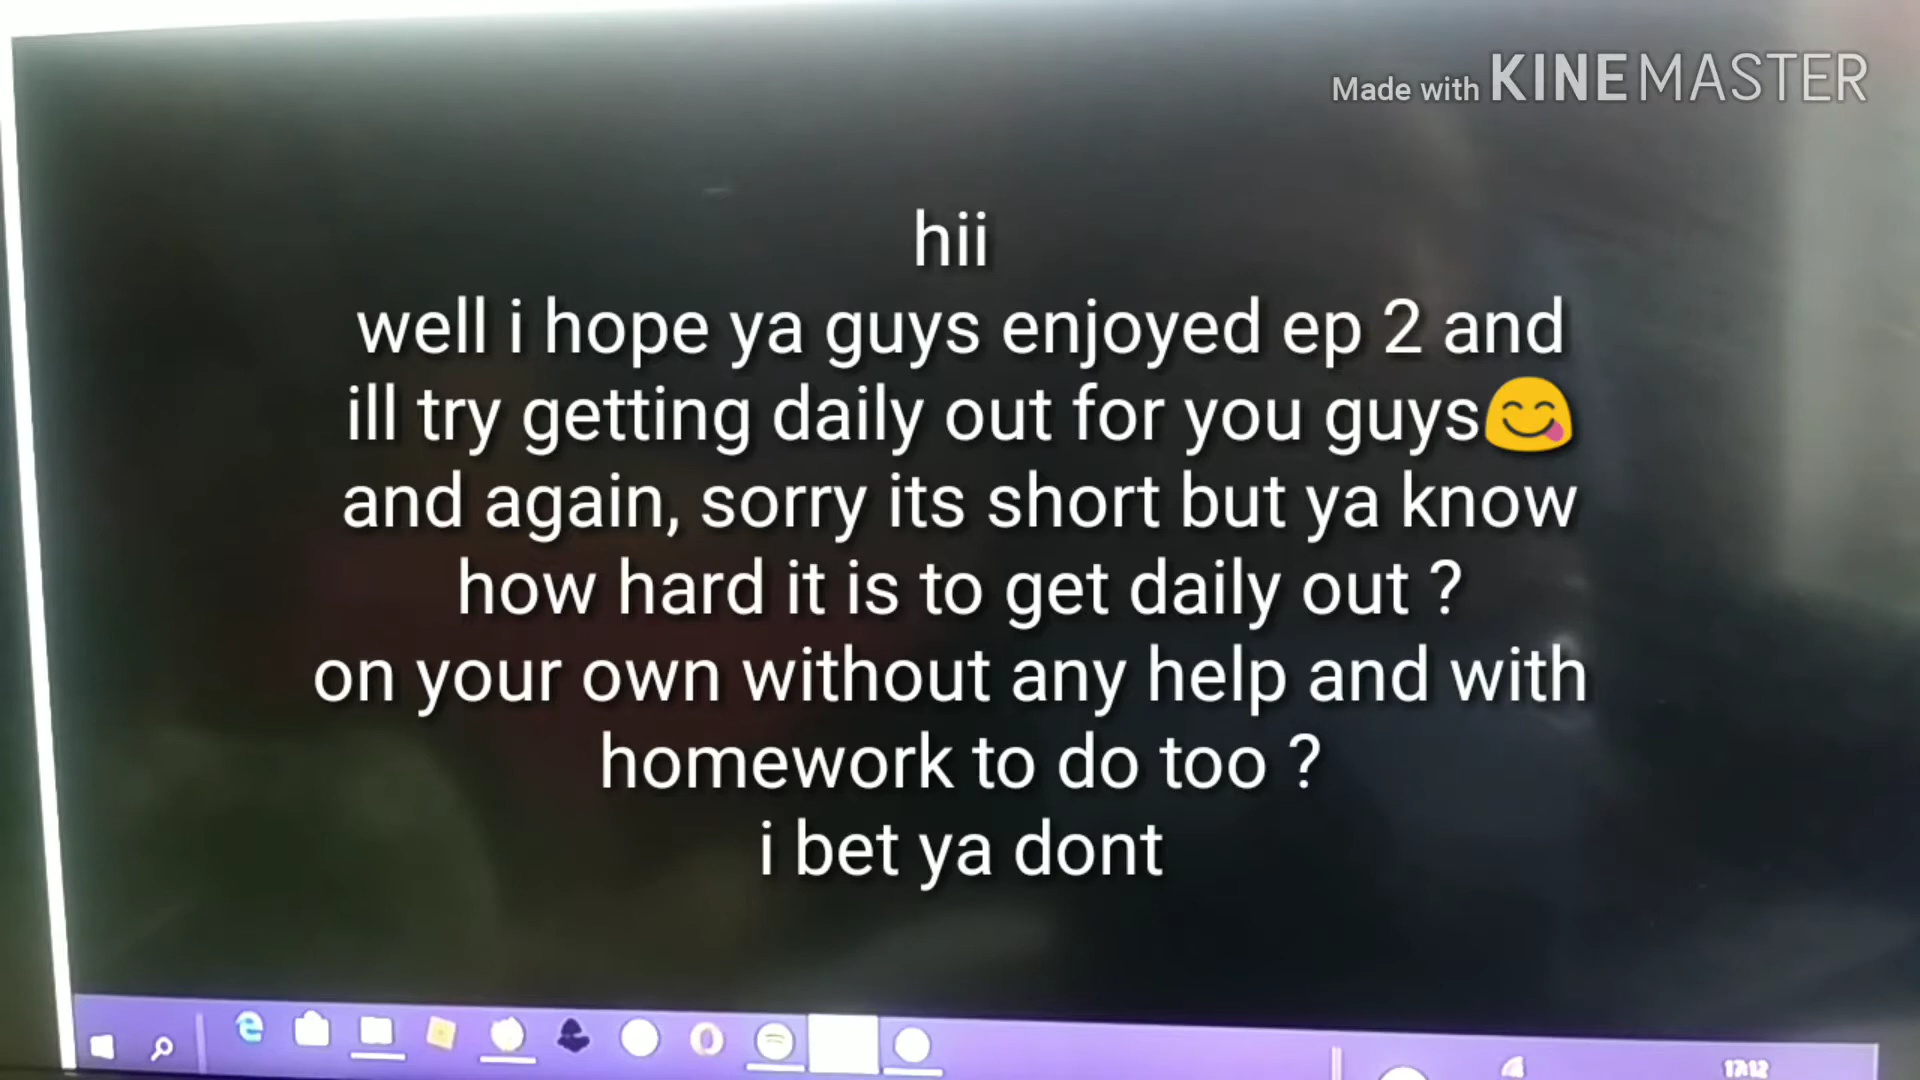 Made with KINEMASTER
hii
well i hope ya guys enjoyed ep 2 and
ill try getting daily out for you guys😋
and again, sorry its short but ya know
how hard it is to get daily out ?
on your own without any help and with
homework to do too ?
i bet ya dont
17:12